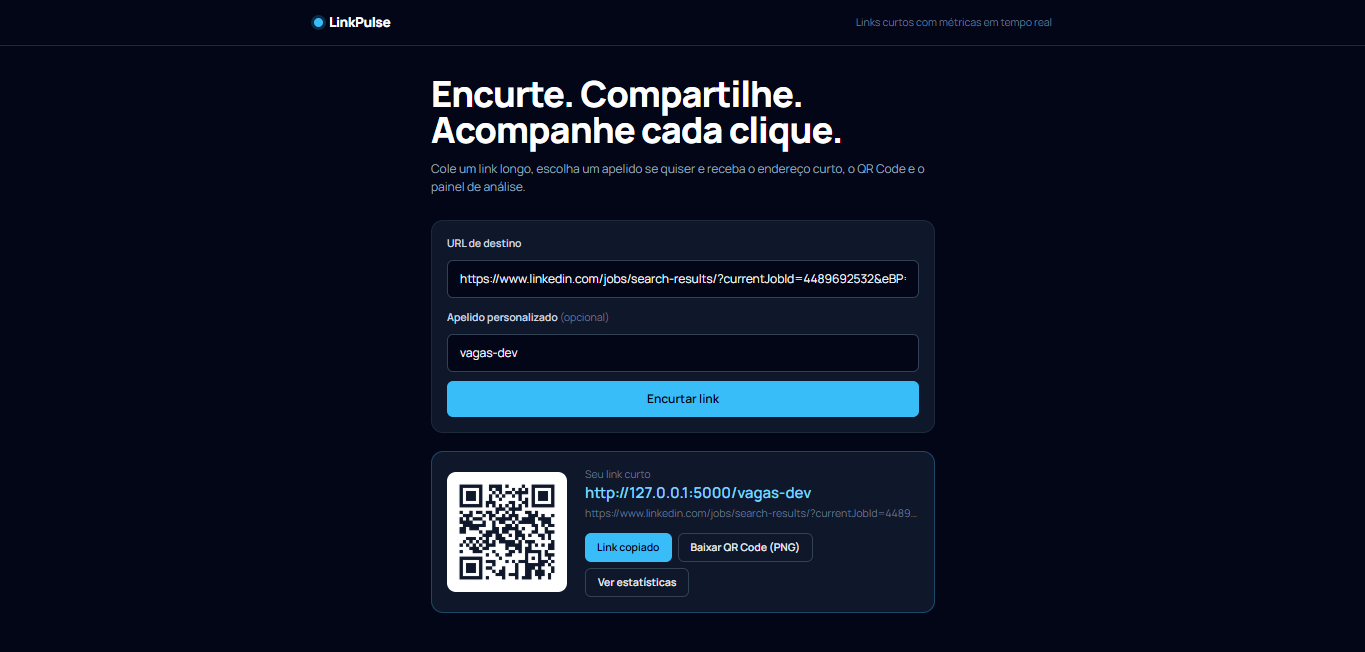 LinkPulse
Links curtos com métricas em tempo real
Encurte. Compartilhe.
Acompanhe cada clique.
Cole um link longo, escolha um apelido se quiser e receba o endereço curto, o QR Code e o
painel de análise.
URL de destino
https://www.linkedin.com/jobs/search-results/?currentJobId=4489692532&eBP=
Apelido personalizado (opcional)
vagas-dev
Encurtar link
Seu link curto
http://127.0.0.1:5000/vagas-dev
https://www.linkedin.com/jobs/search-results/?currentJobId=4489...
Link copiado
Baixar QR Code (PNG)
Ver estatísticas